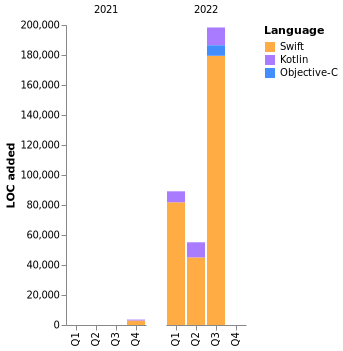 2021
2022
Language
Swift
Kotlin
Objective-C
LOC added
200,000
180,000
160,000
140,000
120,000
100,000
80,000
60,000
40,000
20,000
0
Q1
Q2
Q3
Q4
Q1
Q2
Q3
Q4